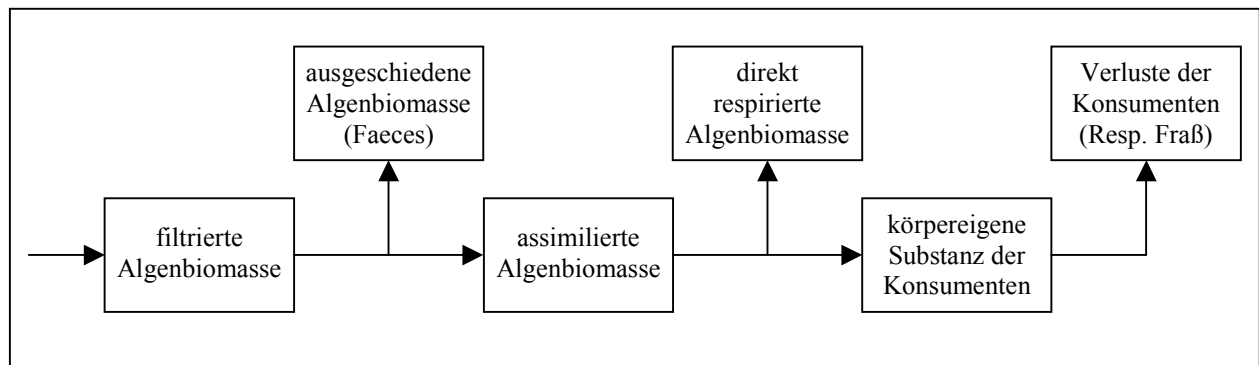 ausgeschiedene
Algenbiomasse
(Faeces)
direkt
respirierte
Algenbiomasse
Verluste der
Konsumenten
(Resp. Fraß)
filtrierte
Algenbiomasse
assimilierte
Algenbiomasse
körpereigene
Substanz der
Konsumenten